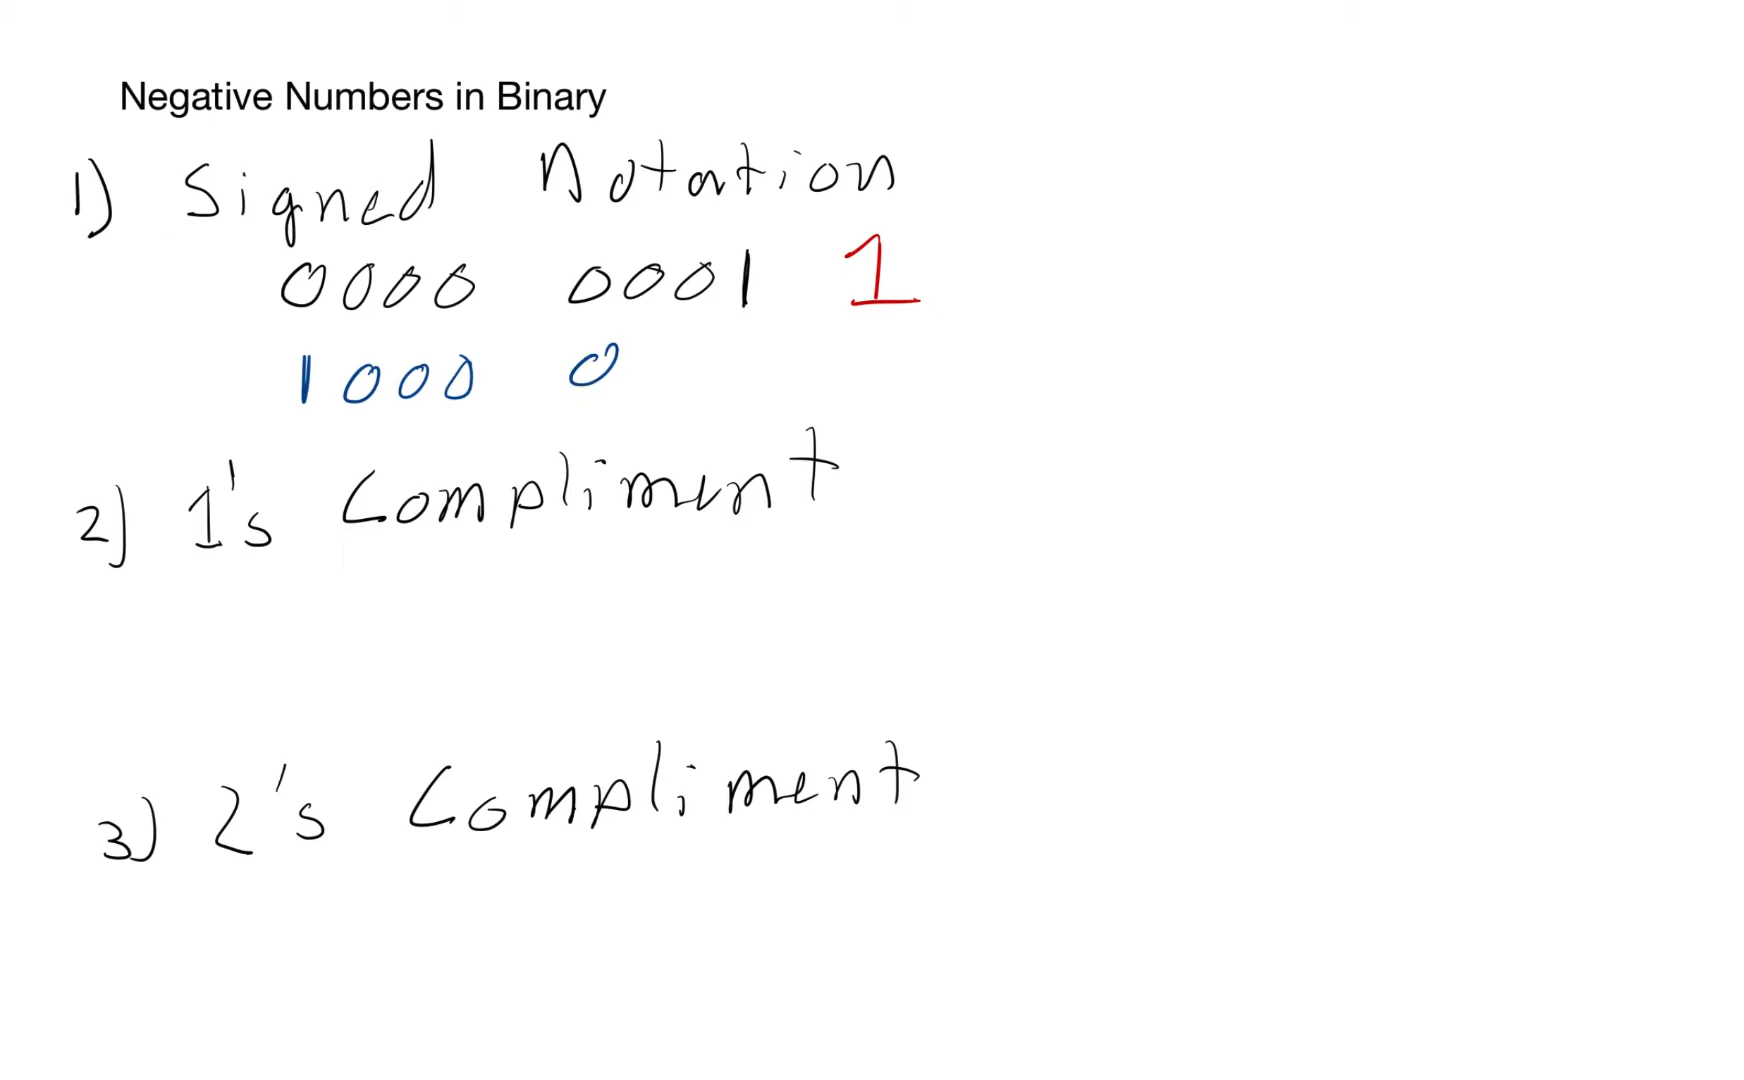 Negative Numbers in Binary
1) Signed Notation
0000 0001 1
1000 0
2) 1's Compliment
3) 2's Compliment